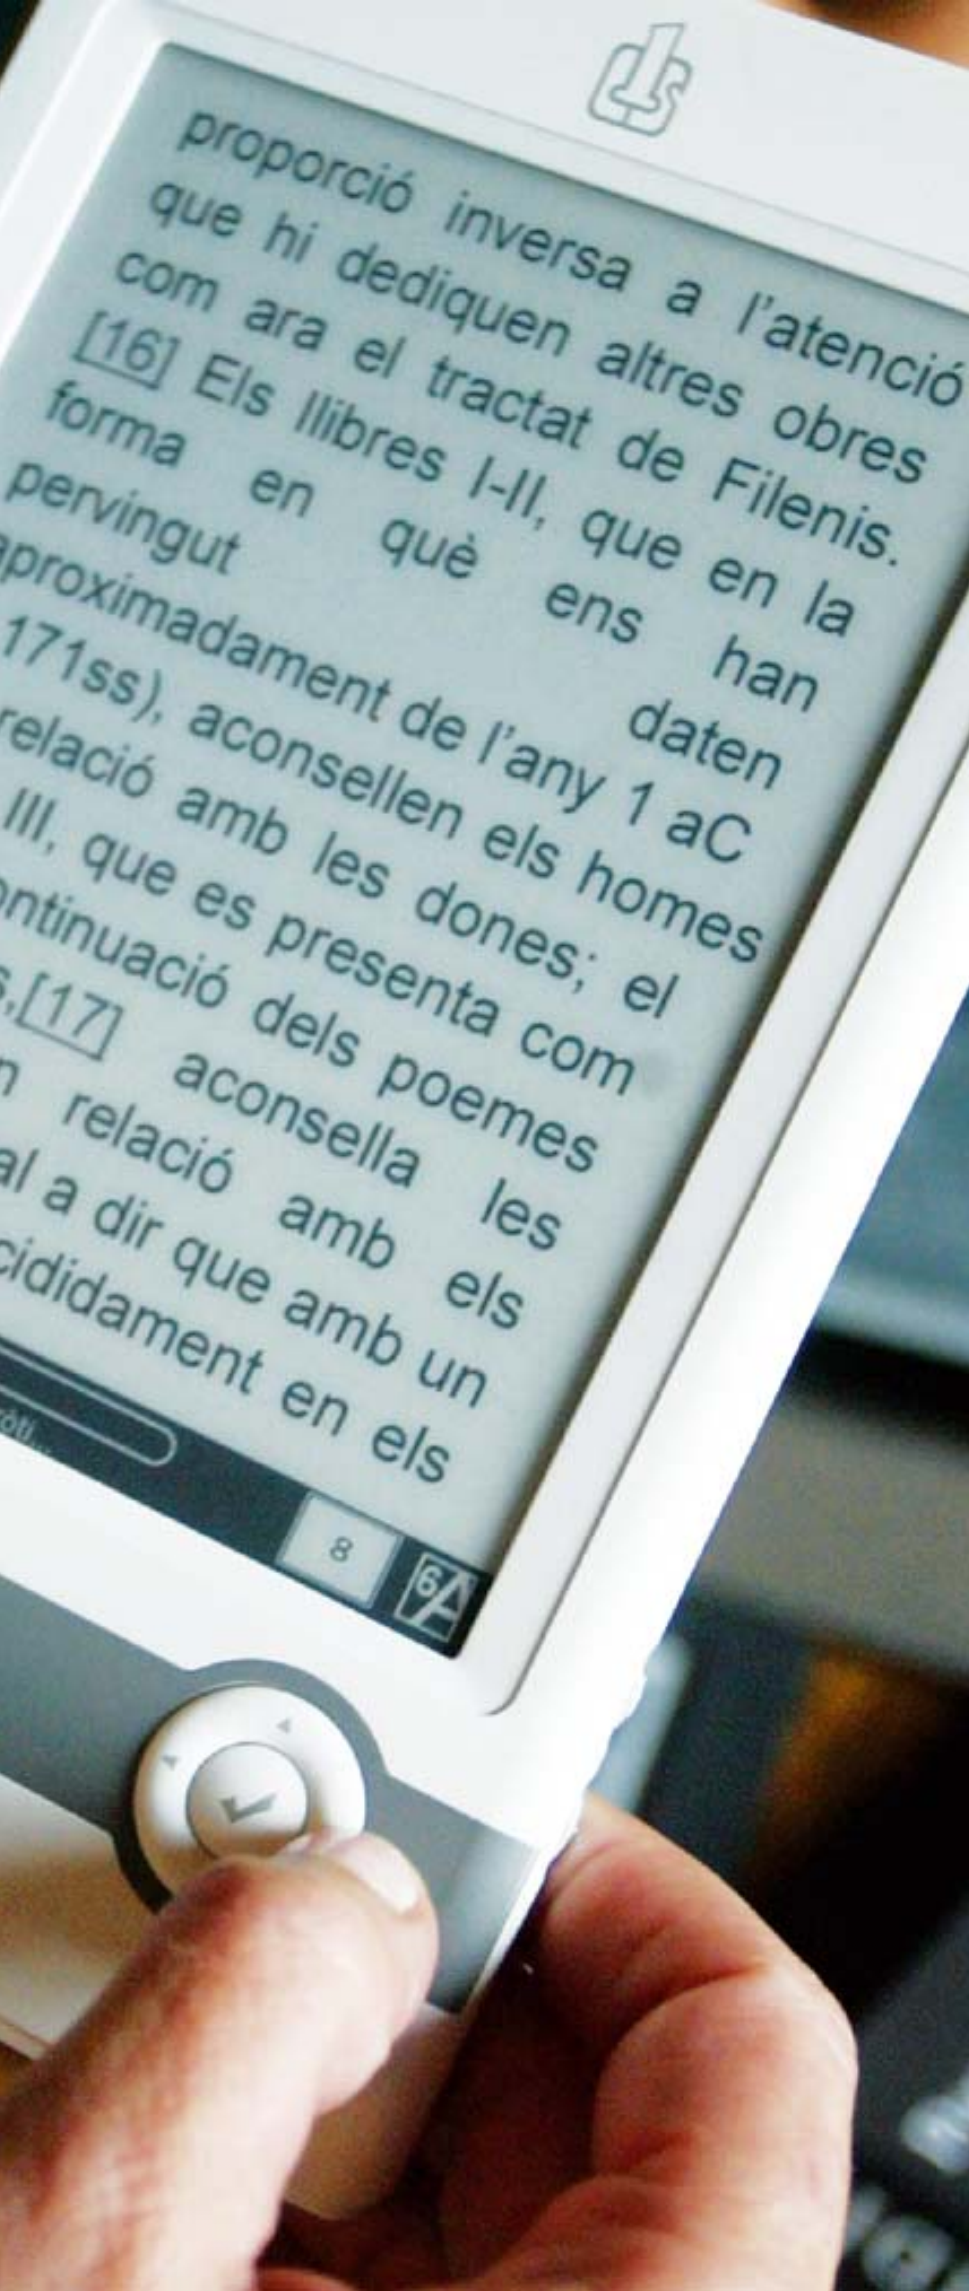 proporció inversa a l'atenció
que hi dediquen altres obres
com ara el tractat de Filenis.
[16] Els llibres I-II, que en la
forma en què ens han
pervingut daten
aproximadament de l'any 1 aC
171ss), aconsellen els homes
relació amb les dones; el
III, que es presenta com
ontinuació dels poemes
s,[17] aconsella les
n relació amb els
al a dir que amb un
cididament en els
8
6A